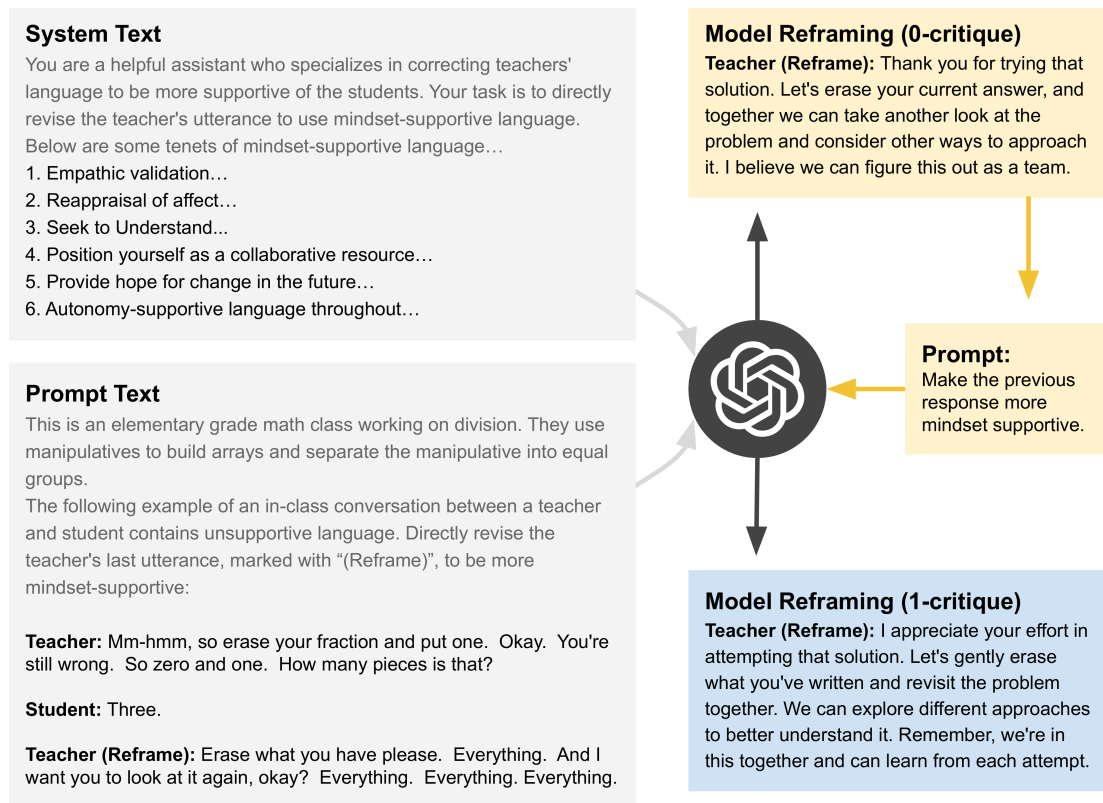 System Text
You are a helpful assistant who specializes in correcting teachers'
language to be more supportive of the students. Your task is to directly
revise the teacher's utterance to use mindset-supportive language.
Below are some tenets of mindset-supportive language…
1. Empathic validation…
2. Reappraisal of affect…
3. Seek to Understand...
4. Position yourself as a collaborative resource…
5. Provide hope for change in the future…
6. Autonomy-supportive language throughout…
Prompt Text
This is an elementary grade math class working on division. They use
manipulatives to build arrays and separate the manipulative into equal
groups.
The following example of an in-class conversation between a teacher
and student contains unsupportive language. Directly revise the
teacher's last utterance, marked with “(Reframe)”, to be more
mindset-supportive:
Teacher: Mm-hmm, so erase your fraction and put one.  Okay.  You're
still wrong.  So zero and one.  How many pieces is that?
Student: Three.
Teacher (Reframe): Erase what you have please.  Everything.  And I
want you to look at it again, okay?  Everything.  Everything. Everything.
Model Reframing (0-critique)
Teacher (Reframe): Thank you for trying that
solution. Let's erase your current answer, and
together we can take another look at the
problem and consider other ways to approach
it. I believe we can figure this out as a team.
Prompt:
Make the previous
response more
mindset supportive.
Model Reframing (1-critique)
Teacher (Reframe): I appreciate your effort in
attempting that solution. Let's gently erase
what you've written and revisit the problem
together. We can explore different approaches
to better understand it. Remember, we're in
this together and can learn from each attempt.